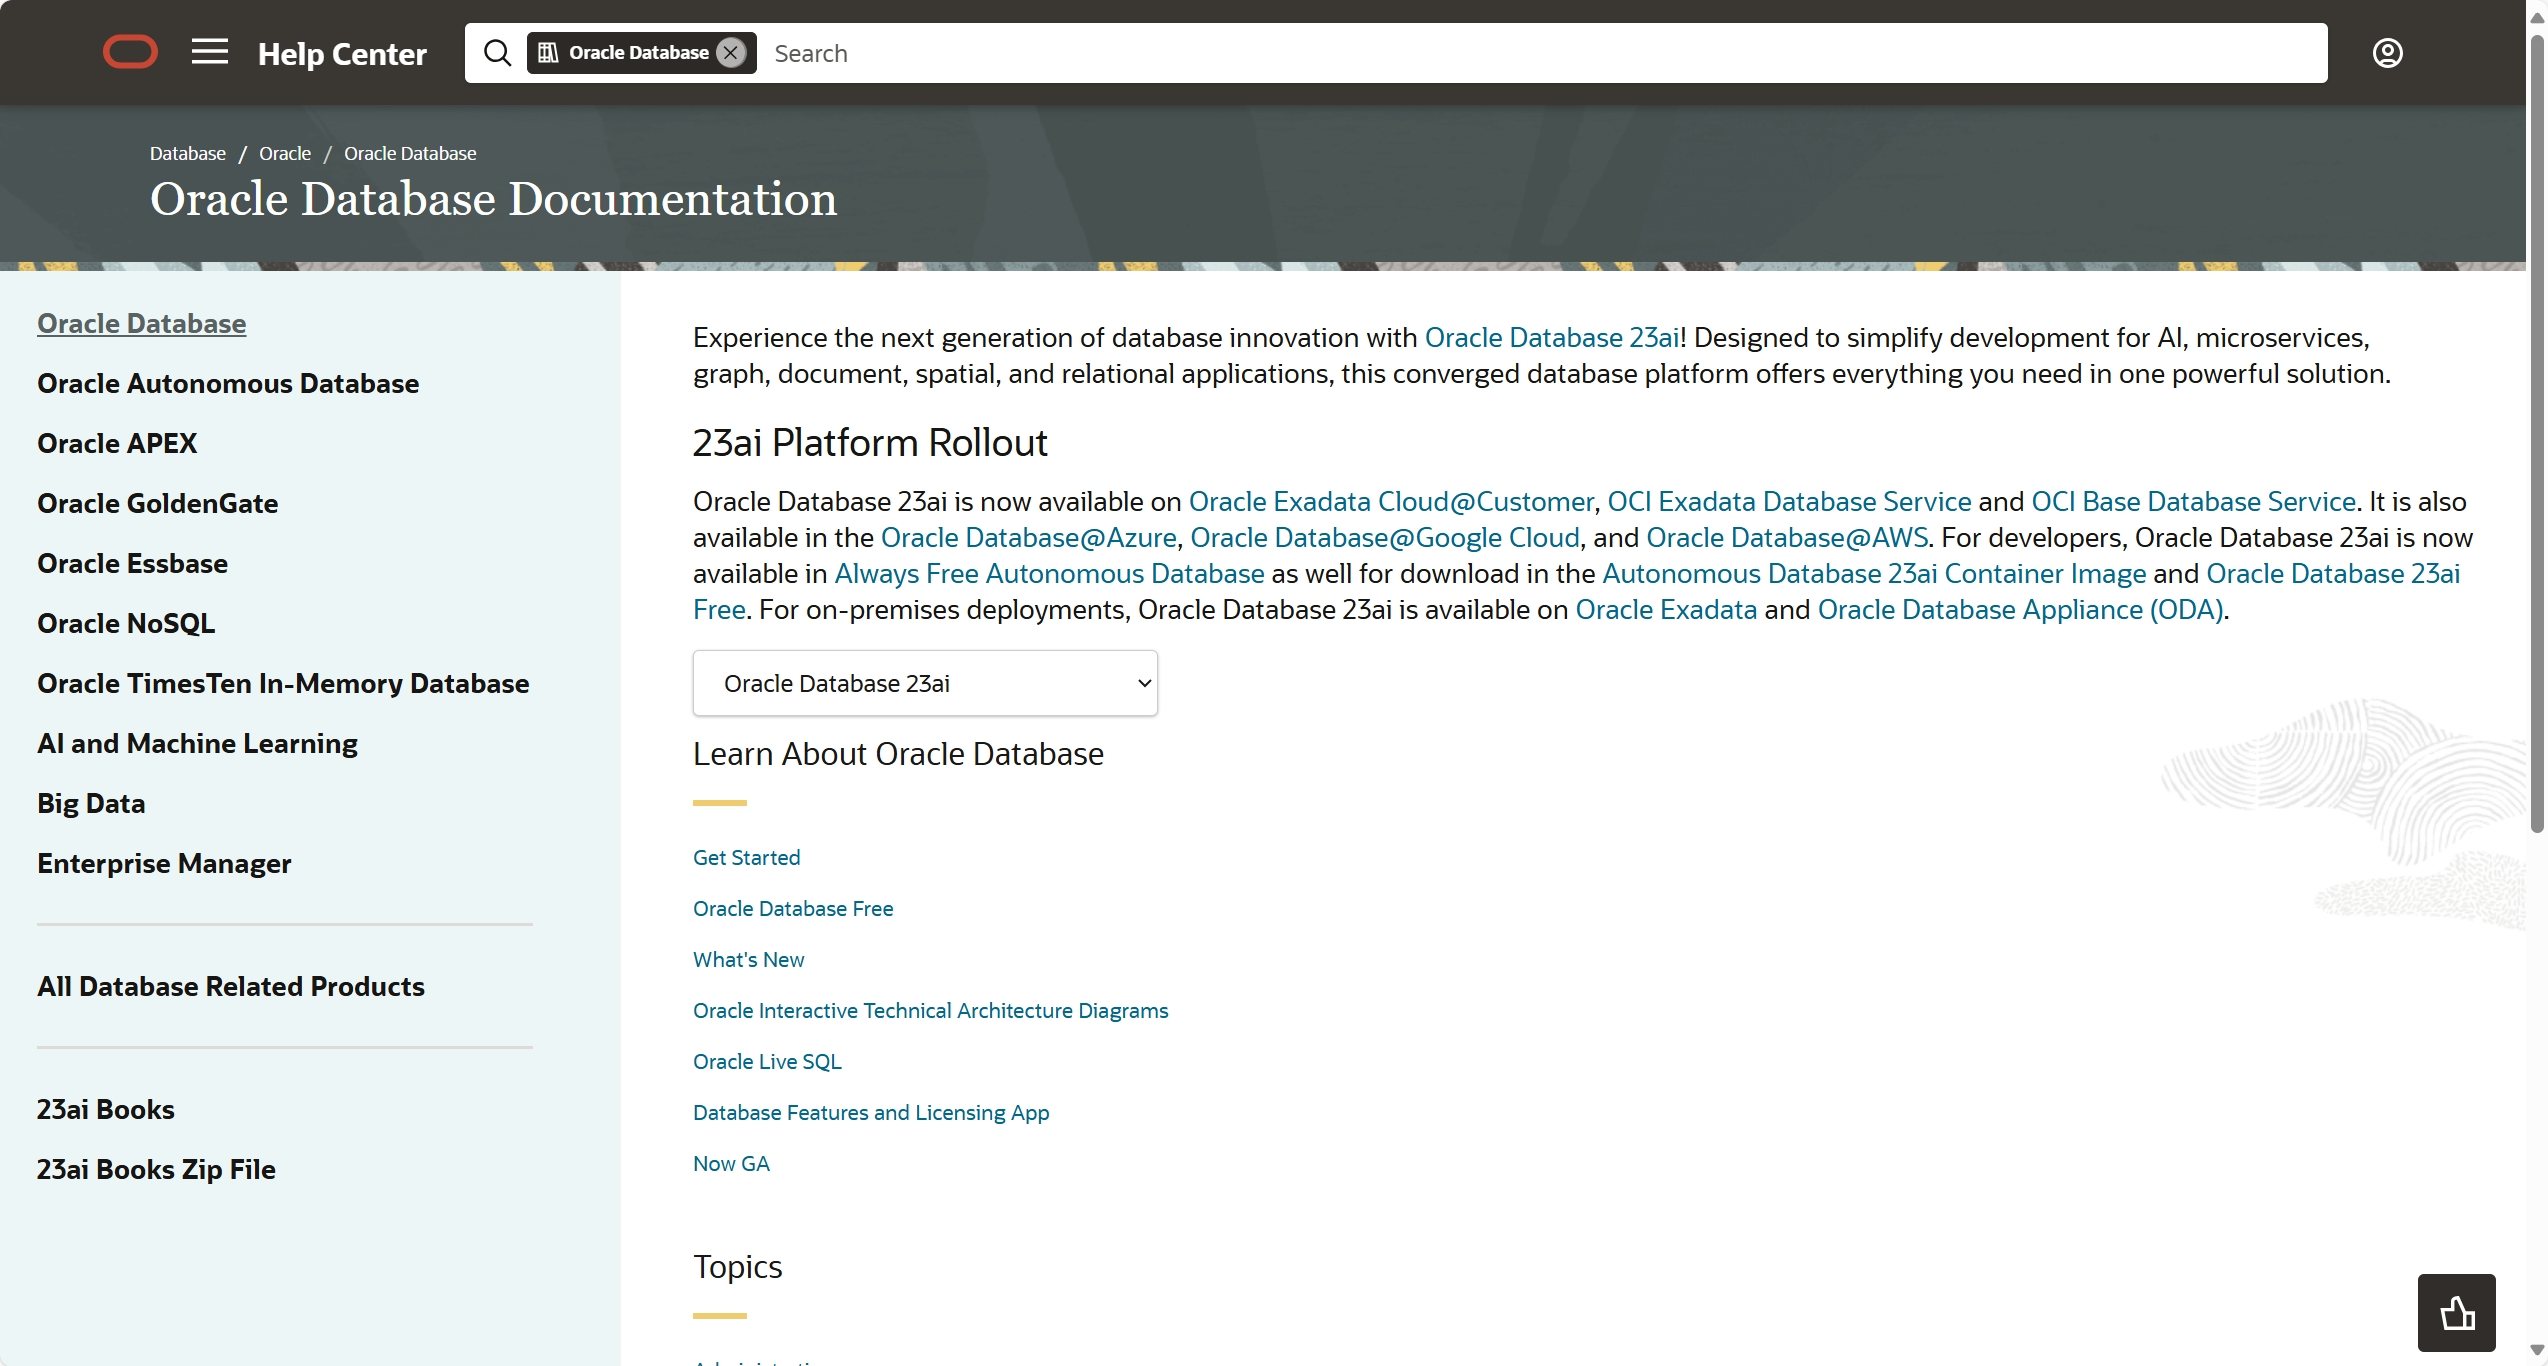 Help Center
Oracle Database
Search
Database / Oracle / Oracle Database
Oracle Database Documentation
Oracle Database
Oracle Autonomous Database
Oracle APEX
Oracle GoldenGate
Oracle Essbase
Oracle NoSQL
Oracle TimesTen In-Memory Database
AI and Machine Learning
Big Data
Enterprise Manager
All Database Related Products
23ai Books
23ai Books Zip File
Experience the next generation of database innovation with Oracle Database 23ai! Designed to simplify development for AI, microservices,
graph, document, spatial, and relational applications, this converged database platform offers everything you need in one powerful solution.
23ai Platform Rollout
Oracle Database 23ai is now available on Oracle Exadata Cloud@Customer, OCI Exadata Database Service and OCI Base Database Service. It is also
available in the Oracle Database@Azure, Oracle Database@Google Cloud, and Oracle Database@AWS. For developers, Oracle Database 23ai is now
available in Always Free Autonomous Database as well for download in the Autonomous Database 23ai Container Image and Oracle Database 23ai
Free. For on-premises deployments, Oracle Database 23ai is available on Oracle Exadata and Oracle Database Appliance (ODA).
Oracle Database 23ai
Learn About Oracle Database
Get Started
Oracle Database Free
What's New
Oracle Interactive Technical Architecture Diagrams
Oracle Live SQL
Database Features and Licensing App
Now GA
Topics